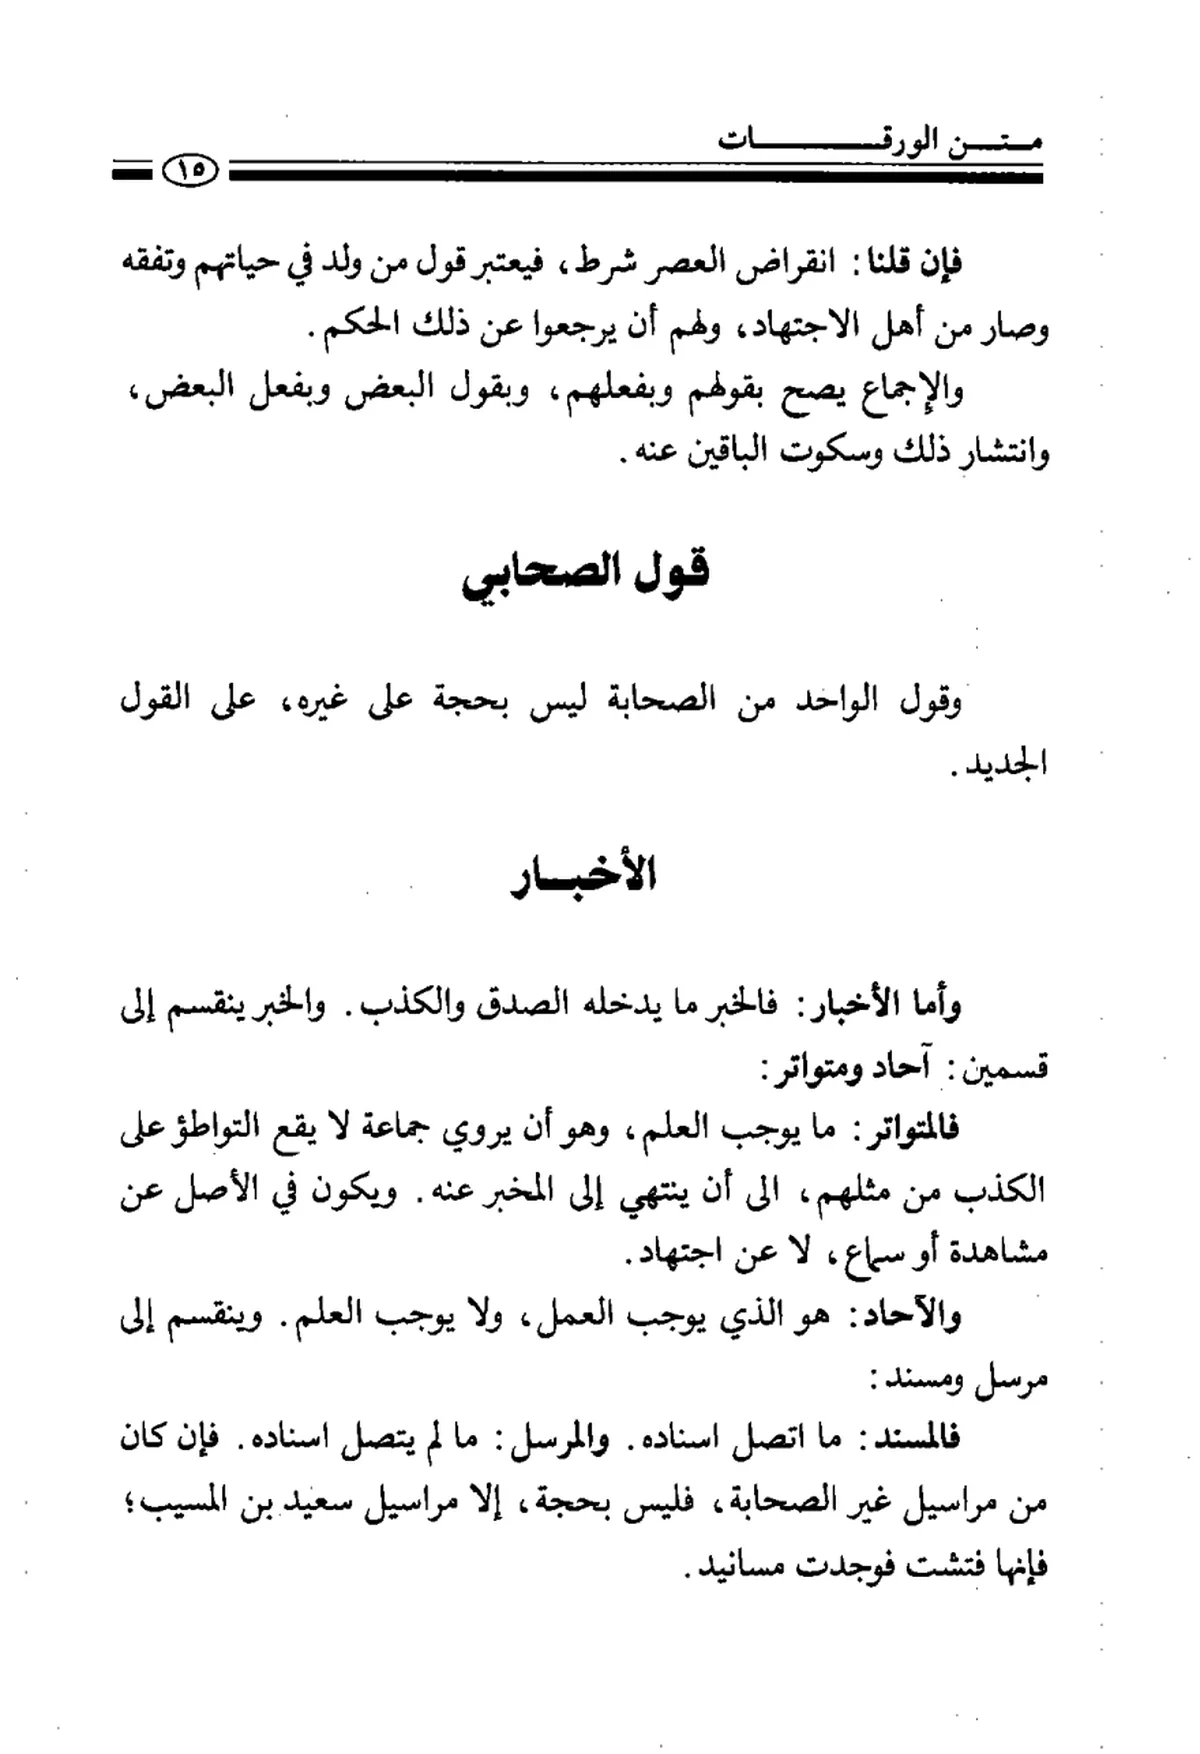 متن الورقات
١٥
فإن قلنا: انقراض العصر شرط، فيعتبر قول من ولد في حياتهم وتفقه
وصار من أهل الاجتهاد، ولهم أن يرجعوا عن ذلك الحكم.
والإجماع يصح بقولهم وبفعلهم، وبقول البعض وبفعل البعض،
وانتشار ذلك وسكوت الباقين عنه.
قول الصحابي
وقول الواحد من الصحابة ليس بحجة على غيره، على القول
الجديد.
الأخبار
وأما الأخبار: فالخبر ما يدخله الصدق والكذب. والخبر ينقسم إلى
قسمين: آحاد ومتواتر:
فالمتواتر: ما يوجب العلم، وهو أن يروي جماعة لا يقع التواطؤ على
الكذب من مثلهم، الى أن ينتهي إلى المخبر عنه. ويكون في الأصل عن
مشاهدة أو سماع، لا عن اجتهاد.
والآحاد: هو الذي يوجب العمل، ولا يوجب العلم. وينقسم إلى
مرسل ومسند:
فالمسند: ما اتصل اسناده. والمرسل: ما لم يتصل اسناده. فإن كان
من مراسيل غير الصحابة، فليس بحجة، إلا مراسيل سعيد بن المسيب؛
فإنها فتشت فوجدت مسانيد.